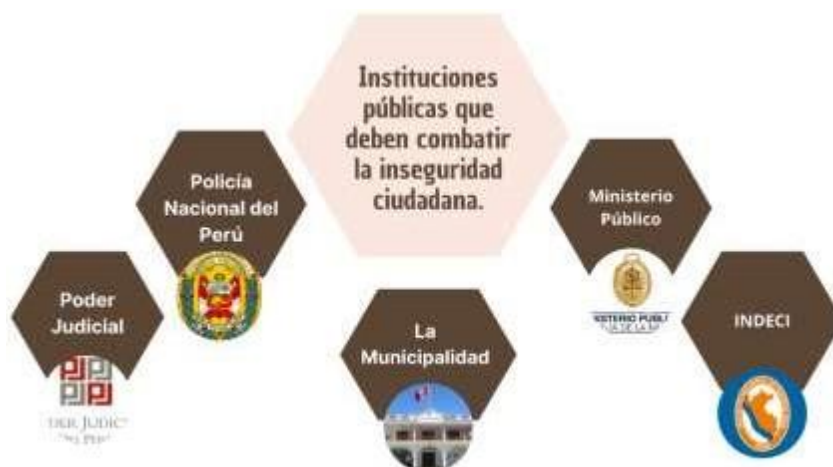 Instituciones
públicas que
deben combatir
la inseguridad
ciudadana.
Policía
Nacional del
Perú
Ministerio
Público
Poder
Judicial
La
Municipalidad
INDECI